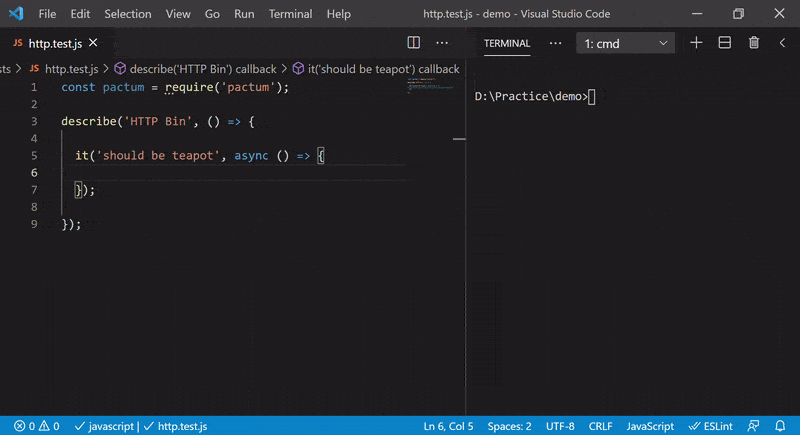 File Edit Selection View Go Run Terminal Help http.test.js - demo - Visual Studio Code
JS http.test.js
TERMINAL 1: cmd
sts > JS http.test.js > describe('HTTP Bin') callback > it('should be teapot') callback
1 const pactum = require('pactum');
2
3 describe('HTTP Bin', () => {
4
5 it('should be teapot', async () => {
6
7 });
8
9 });
D:\Practice\demo>
0 0 javascript | http.test.js Ln 6, Col 5 Spaces: 2 UTF-8 CRLF JavaScript ESLint